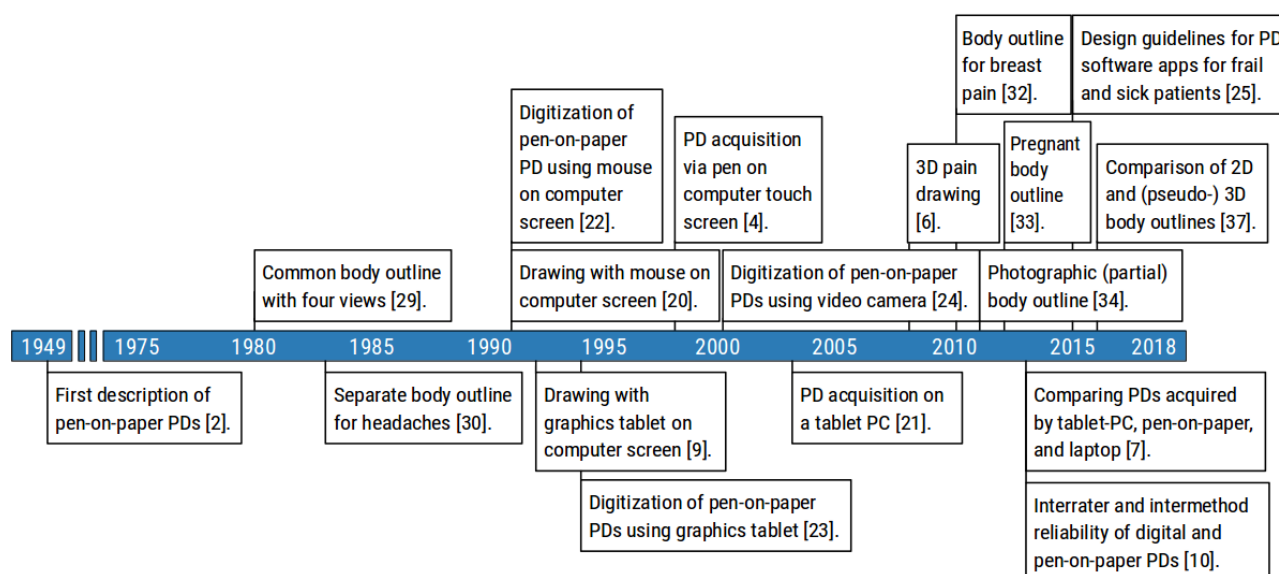 Body outline
for breast
pain [32].
Design guidelines for PD
software apps for frail
and sick patients [25].
Digitization of
pen-on-paper
PD using mouse
on computer
screen [22].
PD acquisition
via pen on
computer touch
screen [4].
3D pain
drawing
[6].
Pregnant
body
outline
[33].
Comparison of 2D
and (pseudo-) 3D
body outlines [37].
Common body outline
with four views [29].
Drawing with mouse on
computer screen [20].
Digitization of pen-on-paper
PDs using video camera [24].
Photographic (partial)
body outline [34].
1949 1975 1980 1985 1990 1995 2000 2005 2010 2015 2018
First description of
pen-on-paper PDs [2].
Separate body outline
for headaches [30].
Drawing with
graphics tablet on
computer screen [9].
PD acquisition on
a tablet PC [21].
Comparing PDs acquired
by tablet-PC, pen-on-paper,
and laptop [7].
Digitization of pen-on-paper
PDs using graphics tablet [23].
Interrater and intermethod
reliability of digital and
pen-on-paper PDs [10].